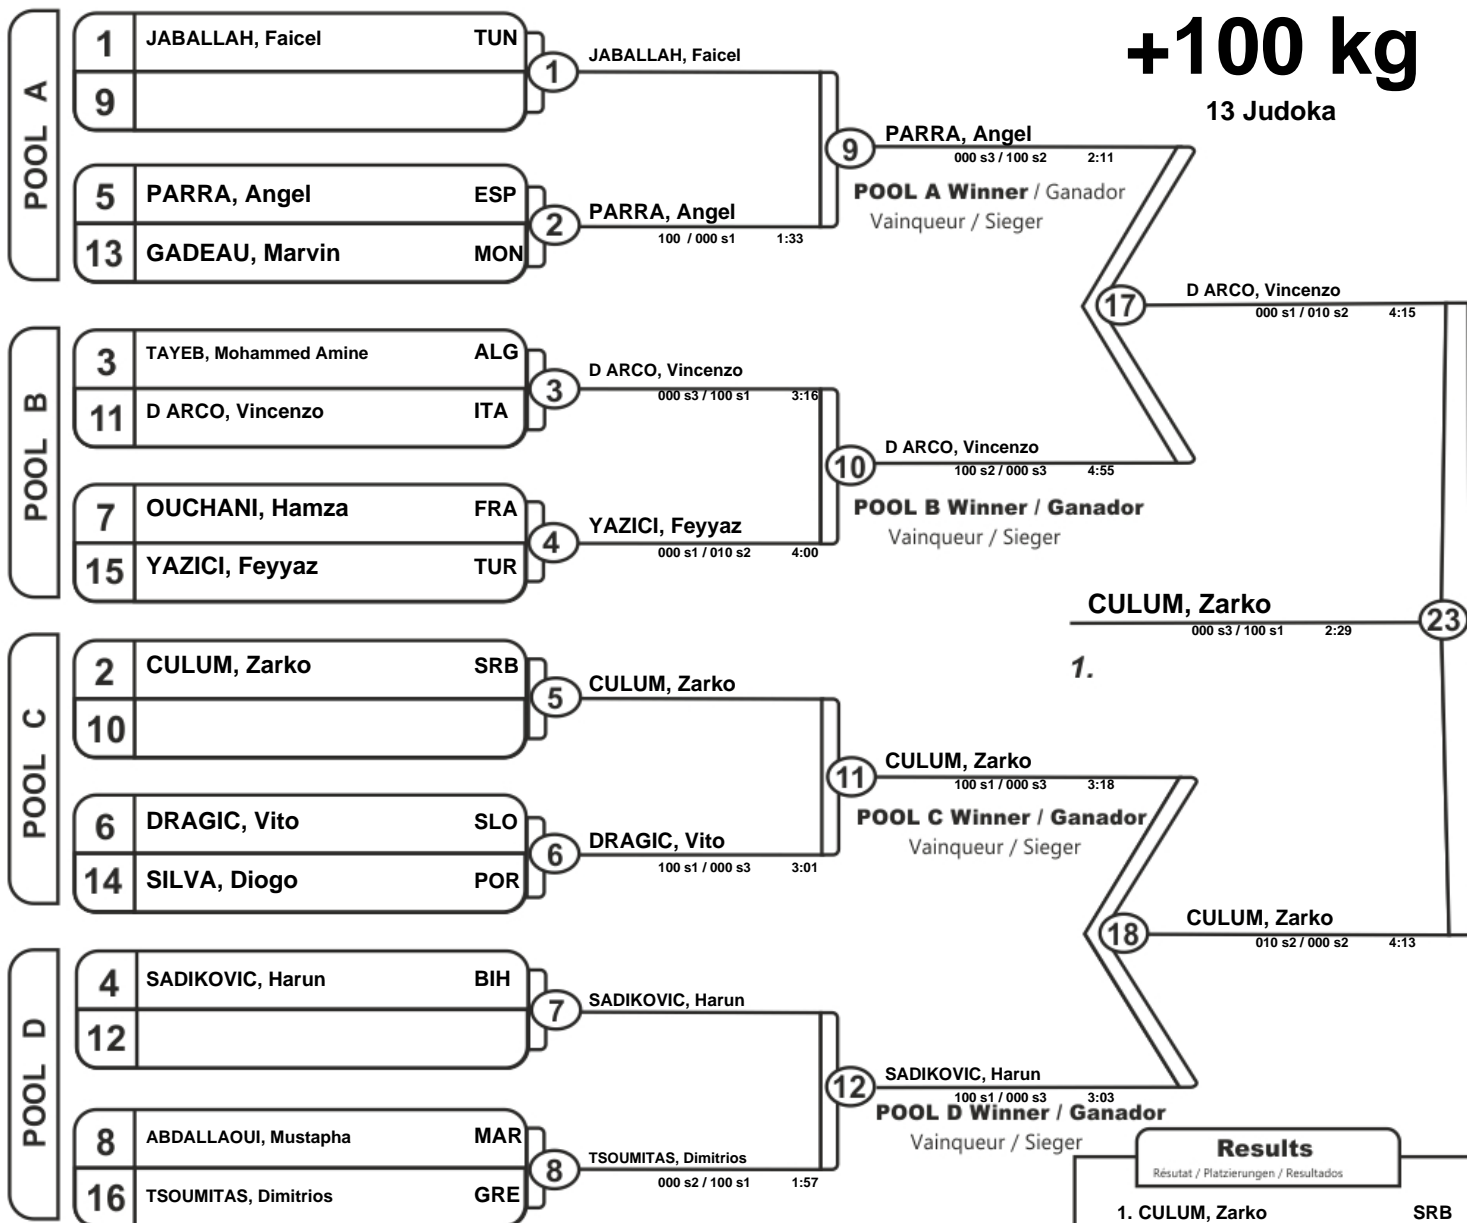 +100 kg
13 Judoka
POOL A
1 JABALLAH, Faicel TUN
9
1
JABALLAH, Faicel
5 PARRA, Angel ESP
13 GADEAU, Marvin MON
2
PARRA, Angel
100 / 000 s1 1:33
9
PARRA, Angel
000 s3 / 100 s2 2:11
POOL A Winner / Ganador
Vainqueur / Sieger
POOL B
3 TAYEB, Mohammed Amine ALG
11 D ARCO, Vincenzo ITA
3
D ARCO, Vincenzo
000 s3 / 100 s1 3:16
7 OUCHANI, Hamza FRA
15 YAZICI, Feyyaz TUR
4
YAZICI, Feyyaz
000 s1 / 010 s2 4:00
10
D ARCO, Vincenzo
100 s2 / 000 s3 4:55
POOL B Winner / Ganador
Vainqueur / Sieger
17
D ARCO, Vincenzo
000 s1 / 010 s2 4:15
CULUM, Zarko
000 s3 / 100 s1 2:29
23
1.
POOL C
2 CULUM, Zarko SRB
10
5
CULUM, Zarko
6 DRAGIC, Vito SLO
14 SILVA, Diogo POR
6
DRAGIC, Vito
100 s1 / 000 s3 3:01
11
CULUM, Zarko
100 s1 / 000 s3 3:18
POOL C Winner / Ganador
Vainqueur / Sieger
18
CULUM, Zarko
010 s2 / 000 s2 4:13
POOL D
4 SADIKOVIC, Harun BIH
12
7
SADIKOVIC, Harun
8 ABDALLAOUI, Mustapha MAR
16 TSOUMITAS, Dimitrios GRE
8
TSOUMITAS, Dimitrios
000 s2 / 100 s1 1:57
12
SADIKOVIC, Harun
100 s1 / 000 s3 3:03
POOL D Winner / Ganador
Vainqueur / Sieger
Results
Résutat / Platzierungen / Resultados
1. CULUM, Zarko SRB